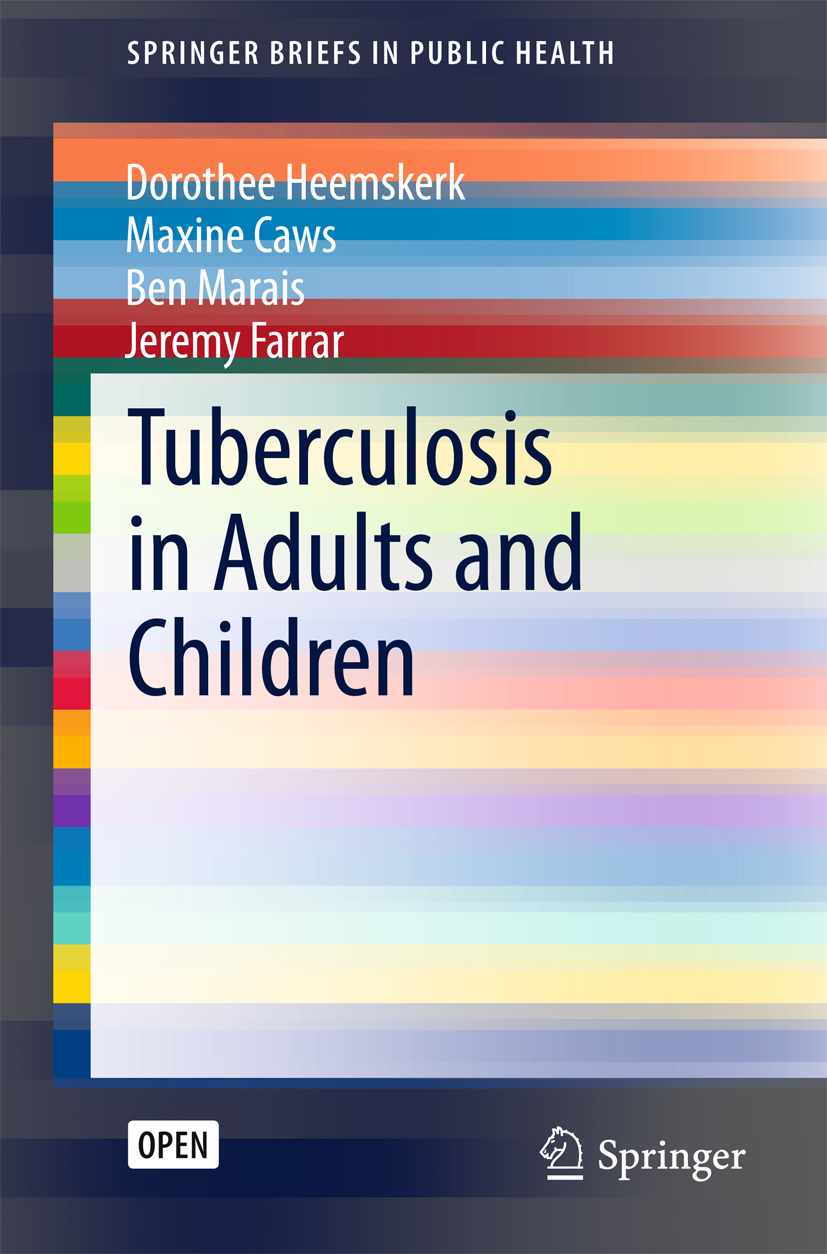 SPRINGER BRIEFS IN PUBLIC HEALTH
Dorothee Heemskerk
Maxine Caws
Ben Marais
Jeremy Farrar
Tuberculosis
in Adults and
Children
OPEN
Springer